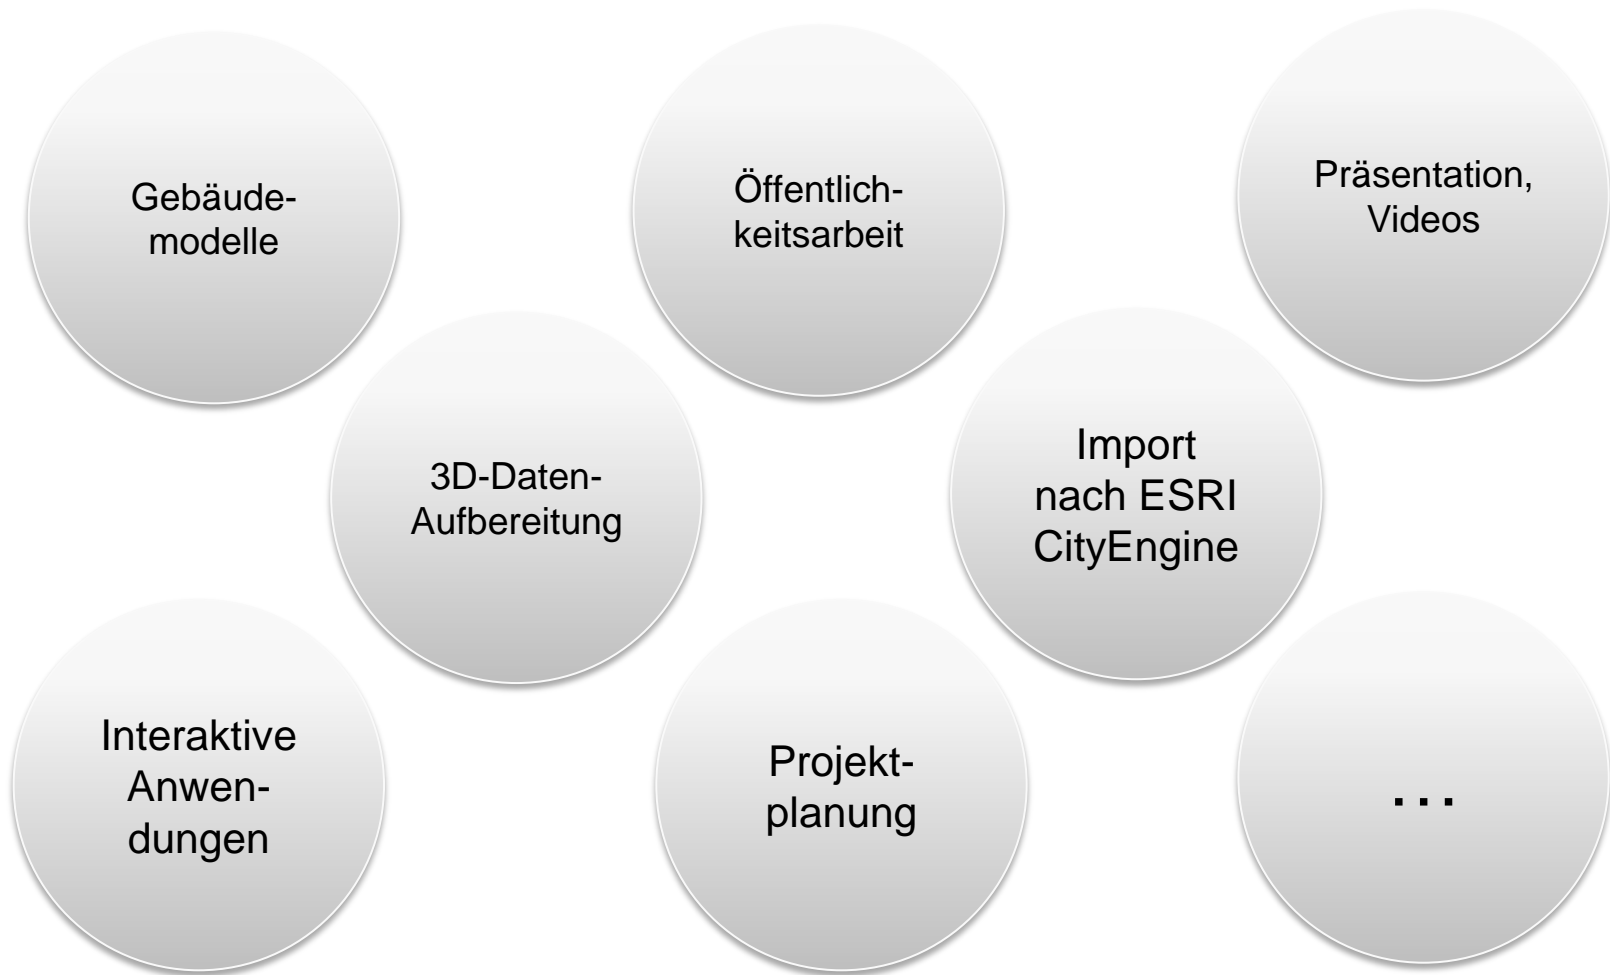 Gebäude-
modelle
Öffentlich-
keitsarbeit
Präsentation,
Videos
3D-Daten-
Aufbereitung
Import
nach ESRI
CityEngine
Interaktive
Anwen-
dungen
Projekt-
planung
…